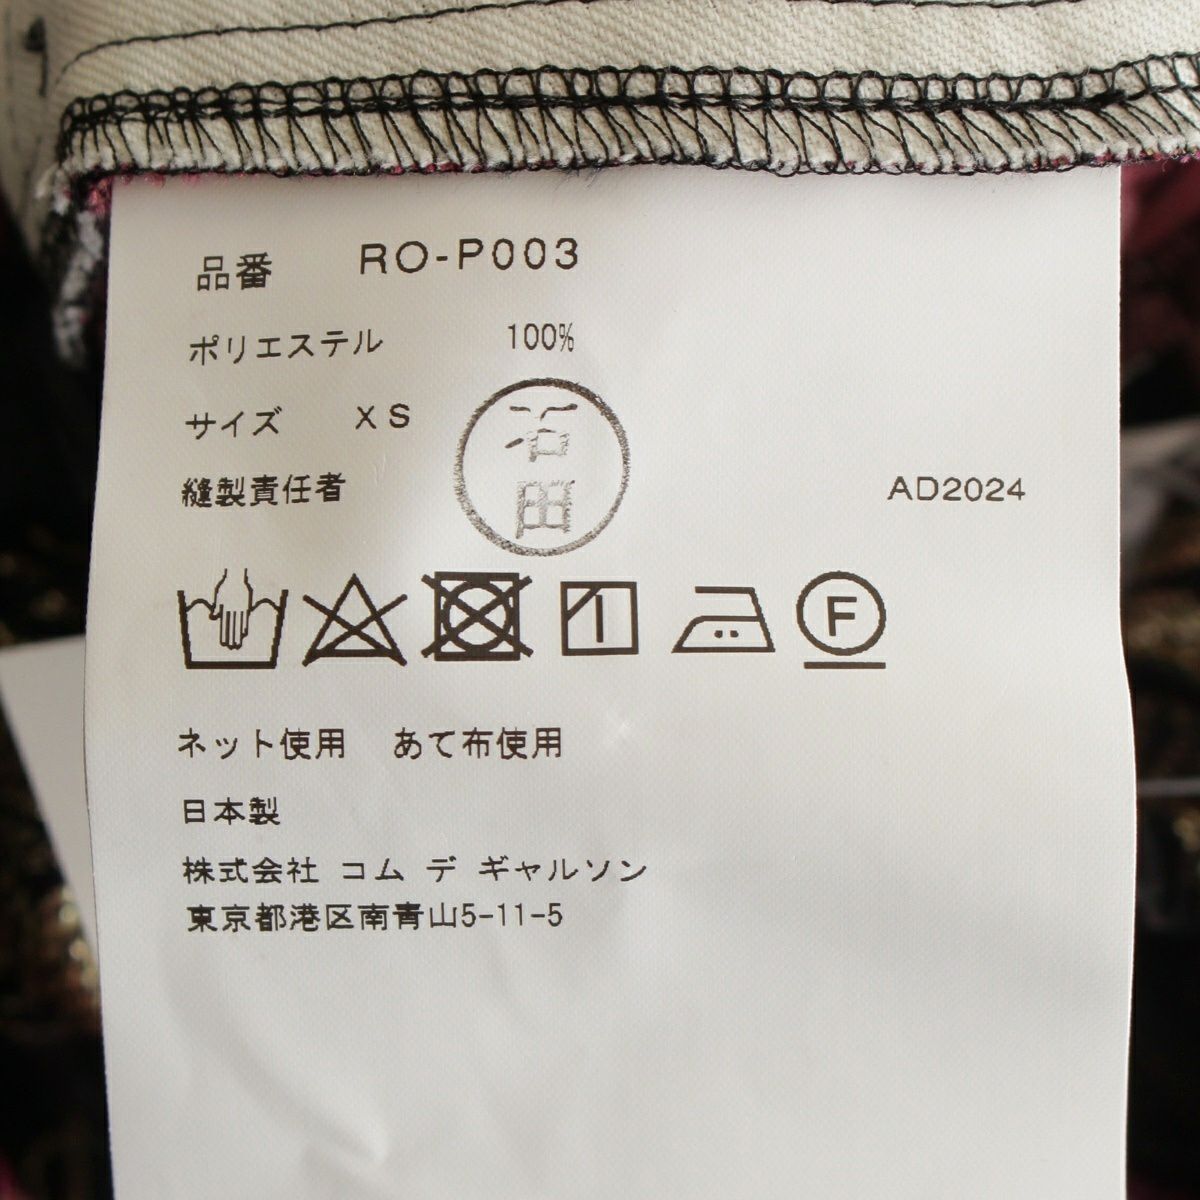 品番 RO-P003
ポリエステル 100%
サイズ XS
石田
縫製責任者 AD2024
F
ネット使用 あて布使用
日本製
株式会社 コム デ ギャルソン
東京都港区南青山5-11-5